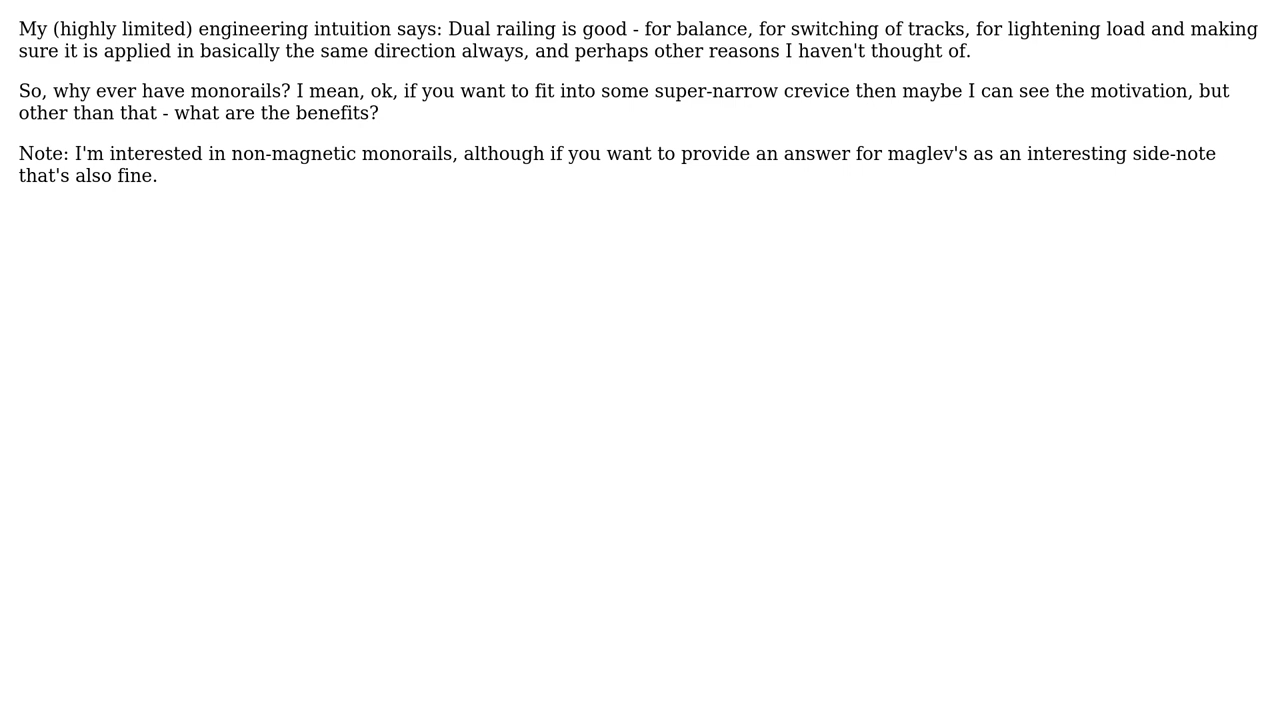 My (highly limited) engineering intuition says: Dual railing is good - for balance, for switching of tracks, for lightening load and making
sure it is applied in basically the same direction always, and perhaps other reasons I haven't thought of.
So, why ever have monorails? I mean, ok, if you want to fit into some super-narrow crevice then maybe I can see the motivation, but
other than that - what are the benefits?
Note: I'm interested in non-magnetic monorails, although if you want to provide an answer for maglev's as an interesting side-note
that's also fine.